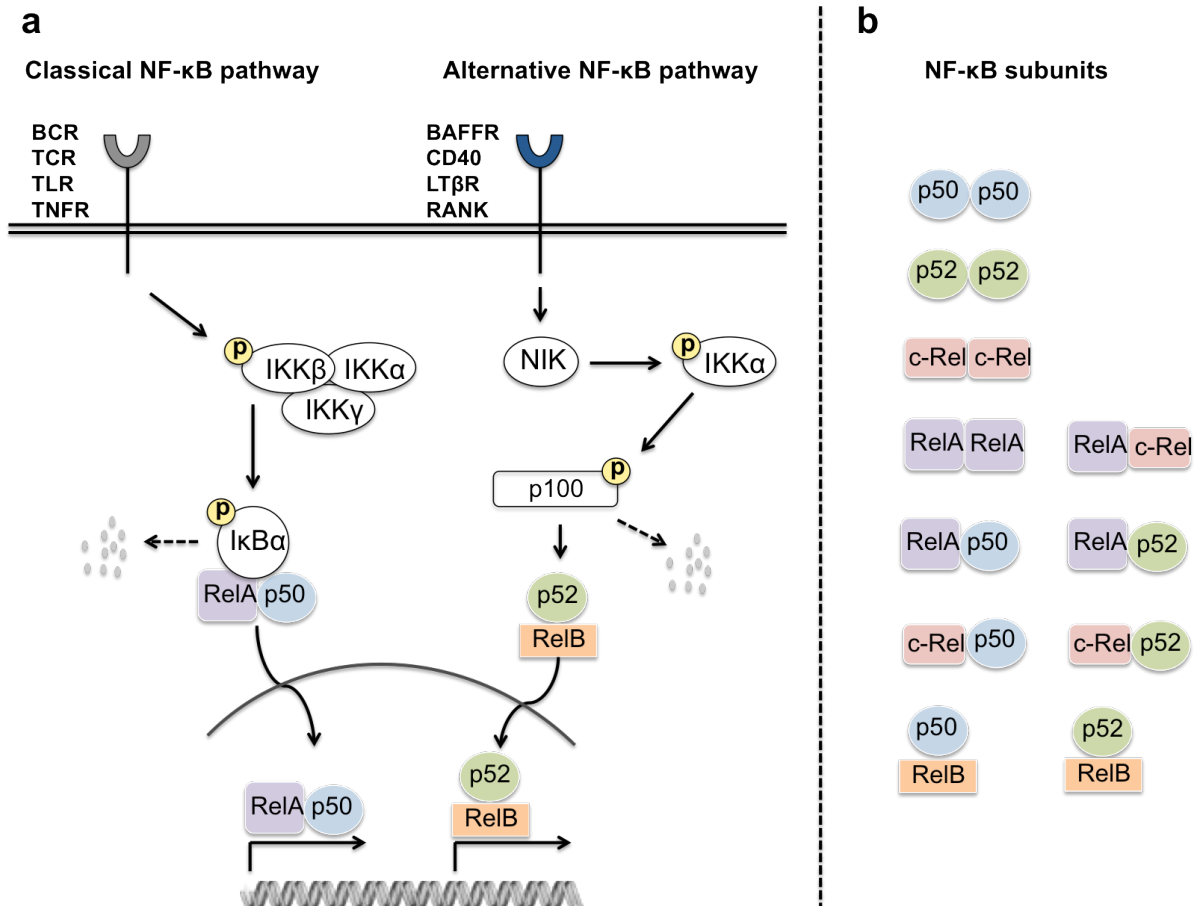 a
Classical NF-κB pathway
BCR
TCR
TLR
TNFR
p
IKKβ
IKKα
IKKγ
p
IκBα
RelA
p50
RelA
p50
Alternative NF-κB pathway
BAFFR
CD40
LTβR
RANK
NIK
p
IKKα
p100
p
p52
RelB
p52
RelB
b
NF-κB subunits
p50 p50
p52 p52
c-Rel c-Rel
RelA RelA
RelA c-Rel
RelA p50
RelA p52
c-Rel p50
c-Rel p52
p50
RelB
p52
RelB